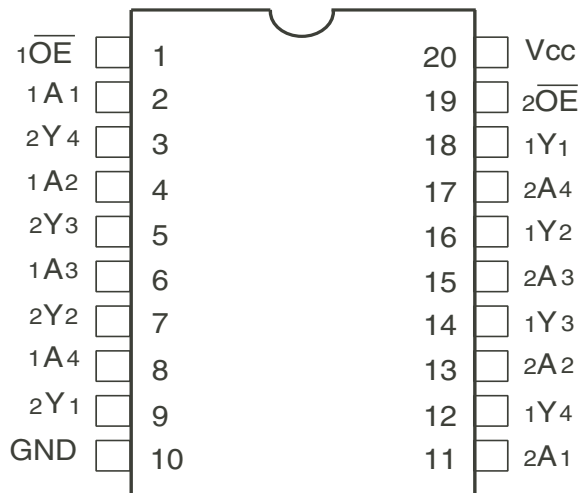 1OE 1 20 Vcc
1A1 2 19 2OE
2Y4 3 18 1Y1
1A2 4 17 2A4
2Y3 5 16 1Y2
1A3 6 15 2A3
2Y2 7 14 1Y3
1A4 8 13 2A2
2Y1 9 12 1Y4
GND 10 11 2A1